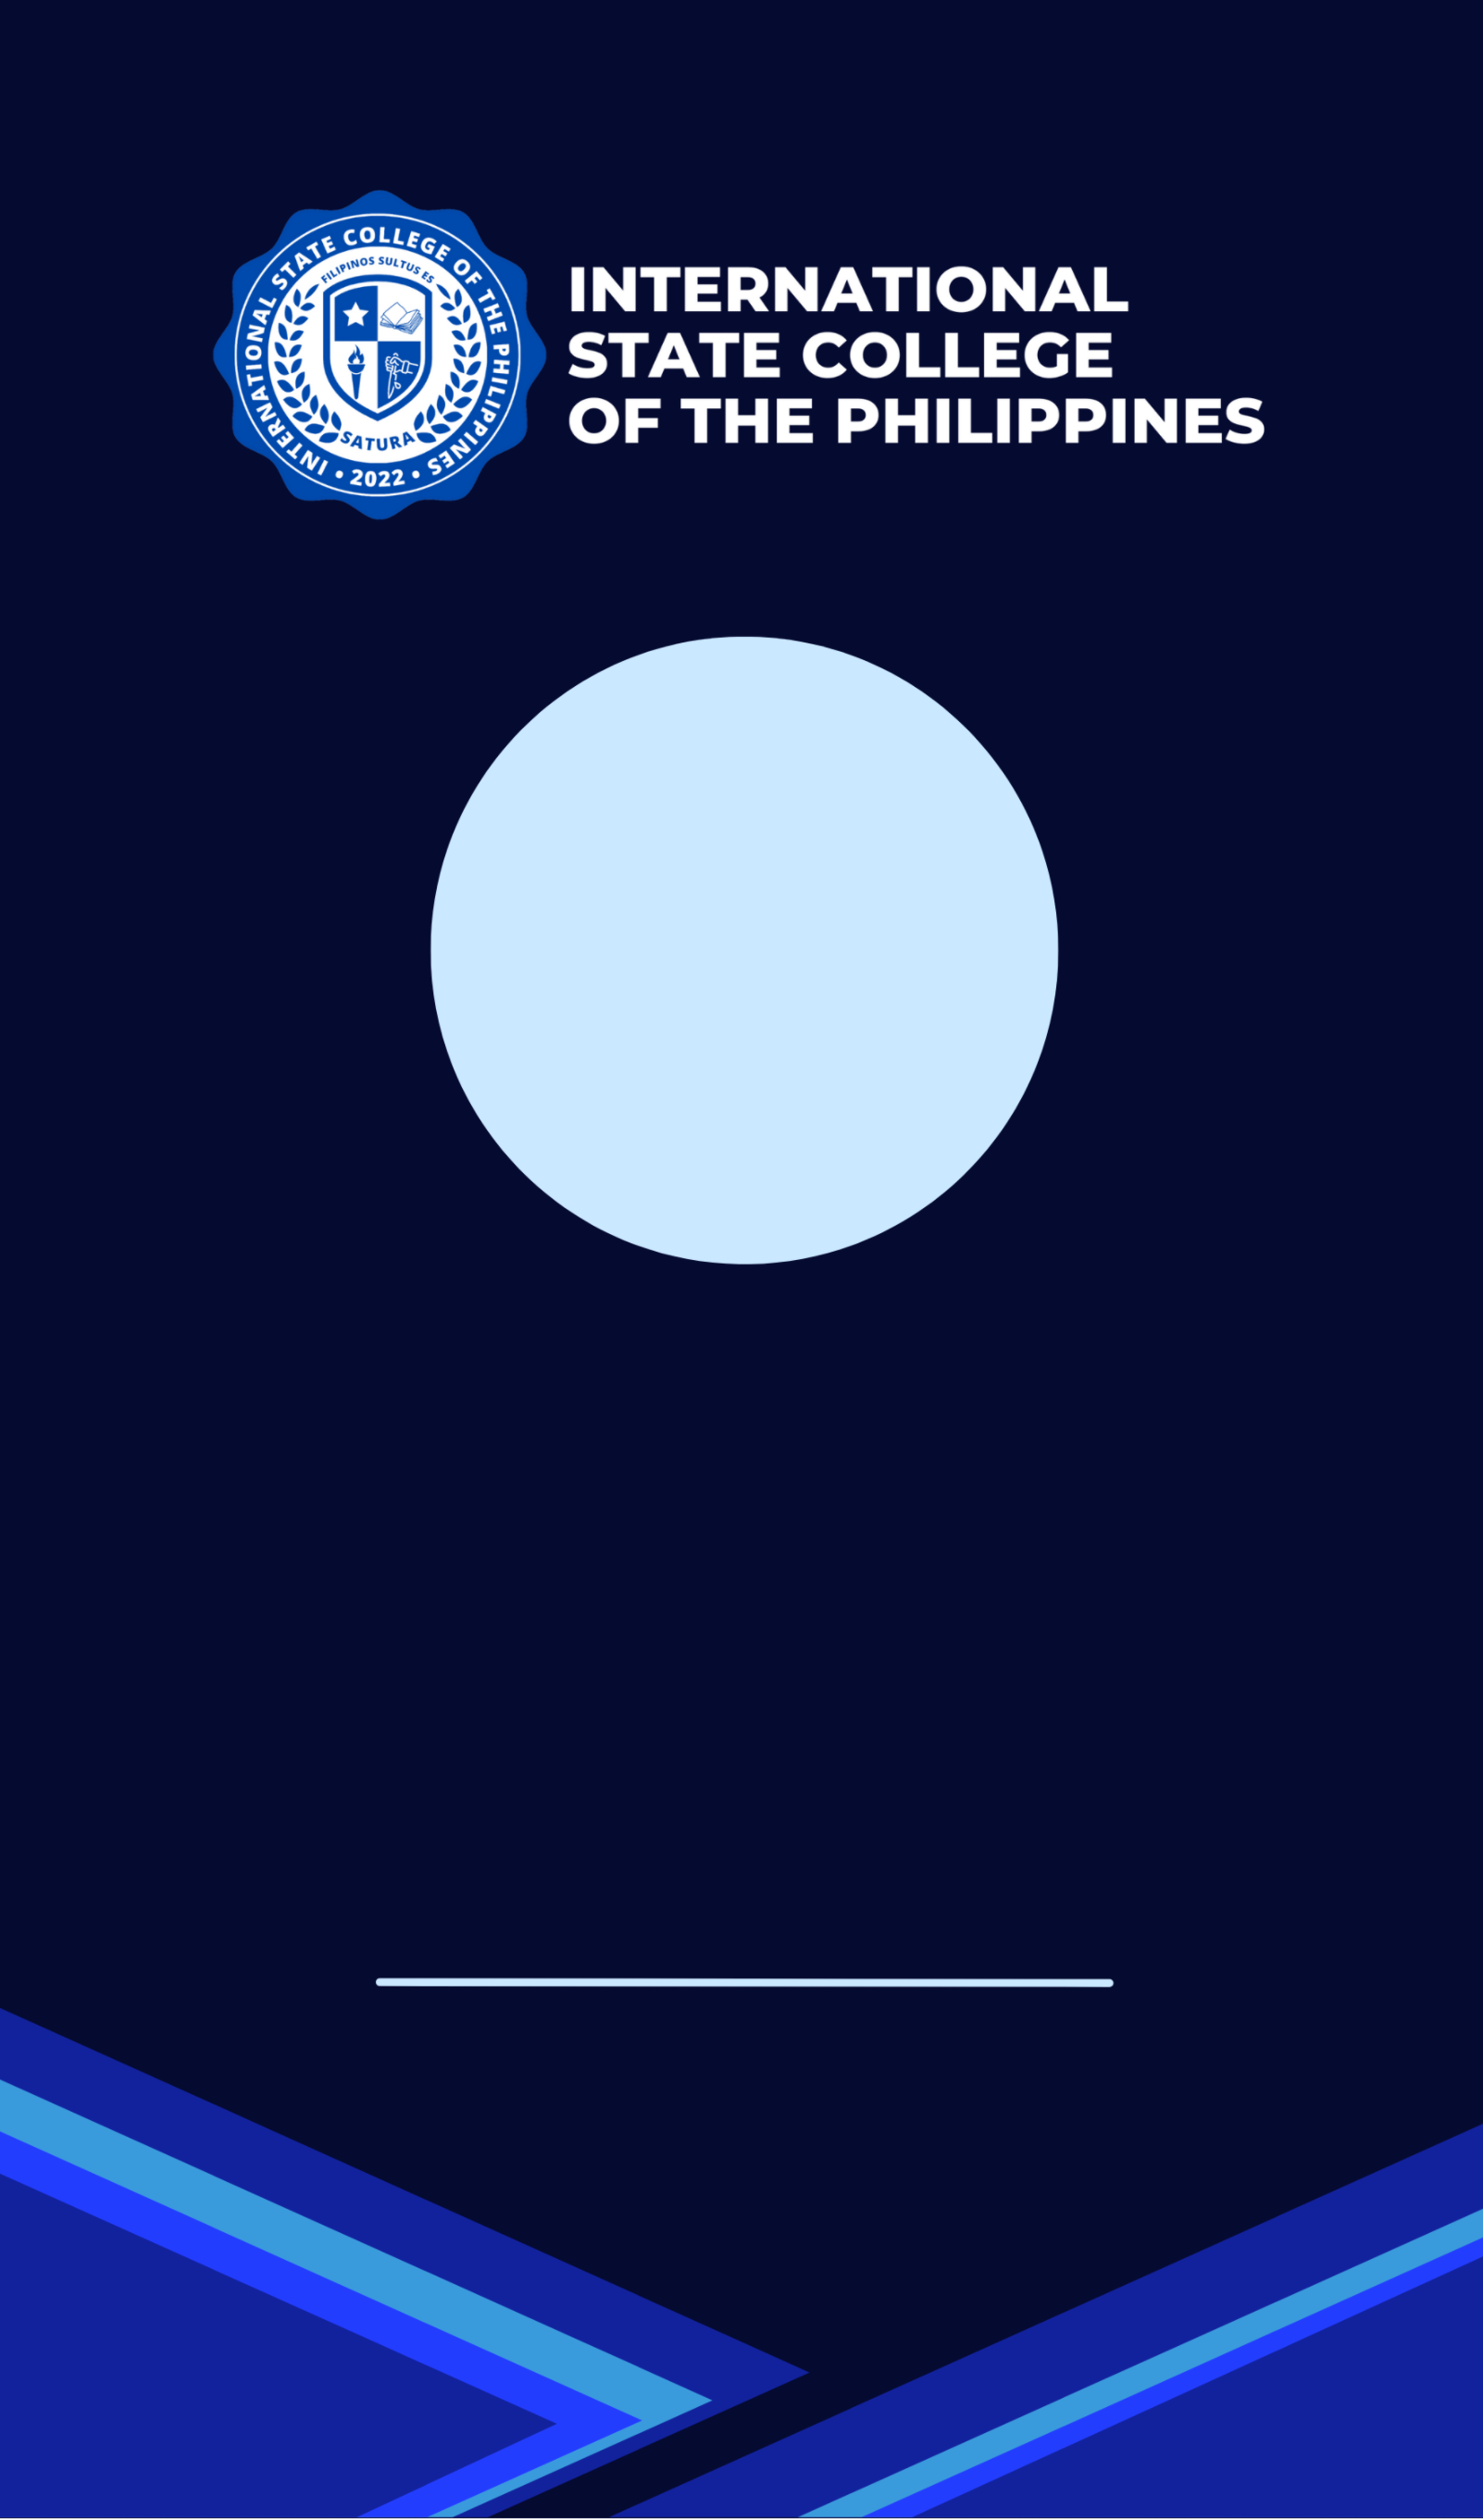 INTERNATIONAL STATE COLLEGE OF THE PHILIPPINES
FILIPINOS SULTUS ES
SATURA
• 2022 •
INTERNATIONAL
STATE COLLEGE
OF THE PHILIPPINES